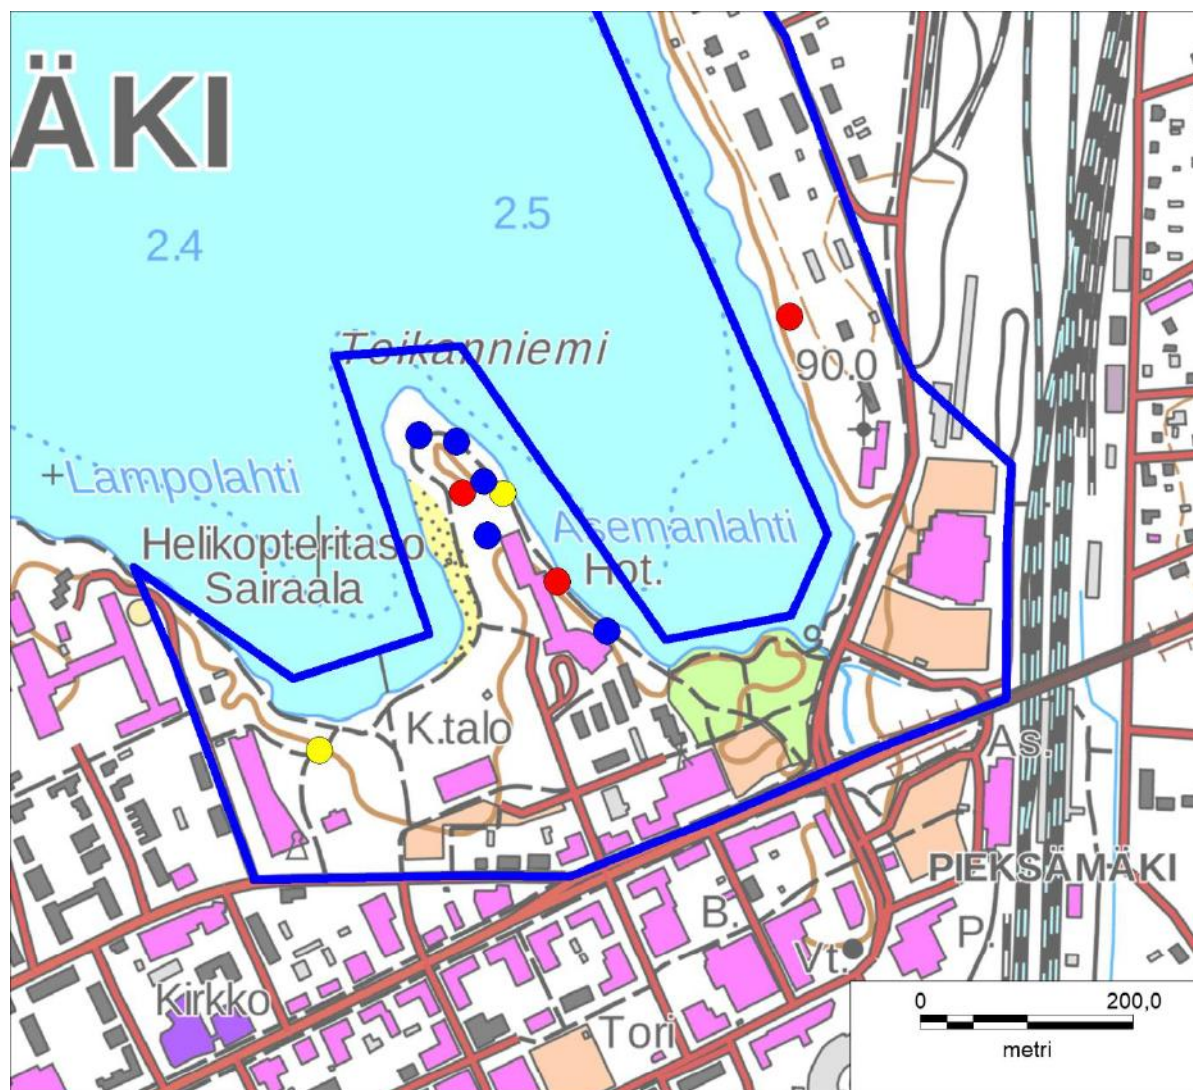 ÄKI
2.5
2.4
Toikanniemi
90.0
Lampolahti
Asemanlahti
Helikopteritaso
Sairaala
Hot.
K.talo
As.
PIEKSÄMÄKI
B.
P.
Vt.
Kirkko
Tori
0 200,0
metri